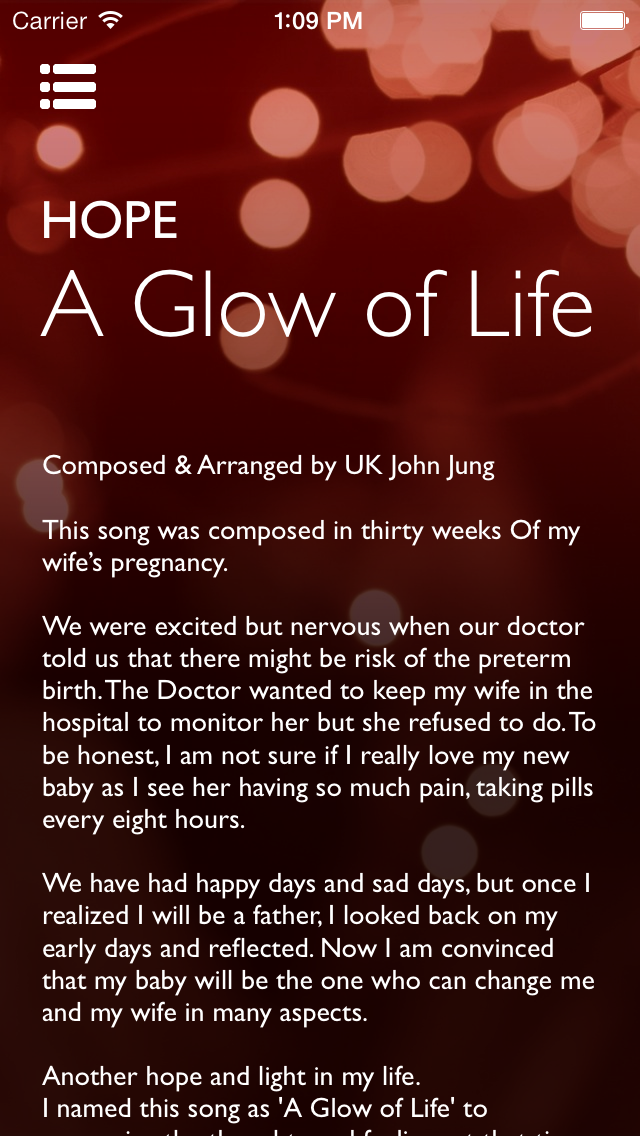 Carrier 1:09 PM
HOPE
A Glow of Life
Composed & Arranged by UK John Jung
This song was composed in thirty weeks Of my
wife’s pregnancy.
We were excited but nervous when our doctor
told us that there might be risk of the preterm
birth. The Doctor wanted to keep my wife in the
hospital to monitor her but she refused to do. To
be honest, I am not sure if I really love my new
baby as I see her having so much pain, taking pills
every eight hours.
We have had happy days and sad days, but once I
realized I will be a father, I looked back on my
early days and reflected. Now I am convinced
that my baby will be the one who can change me
and my wife in many aspects.
Another hope and light in my life.
I named this song as 'A Glow of Life' to